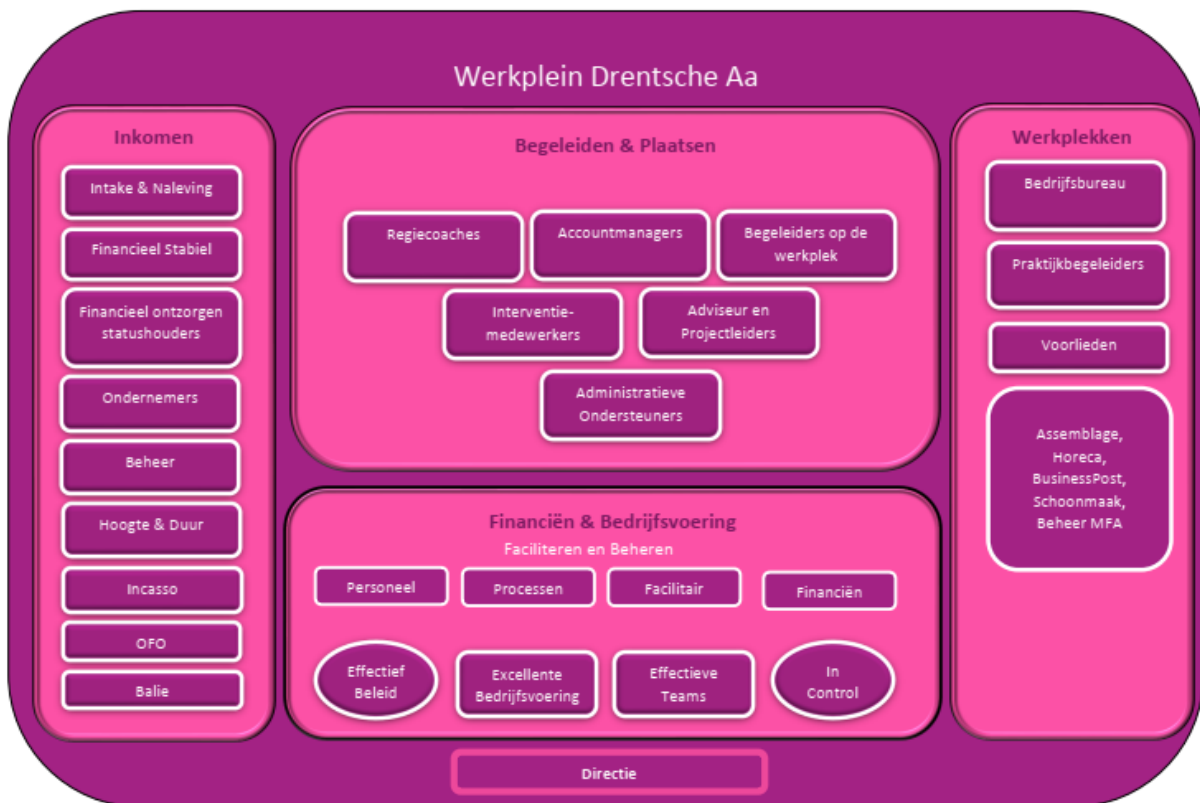 Werkplein Drentsche Aa
Inkomen
Intake & Naleving
Financieel Stabiel
Financieel ontzorgen
statushouders
Ondernemers
Beheer
Hoogte & Duur
Incasso
OFO
Balie
Begeleiden & Plaatsen
Regiecoaches
Accountmanagers
Begeleiders op de
werkplek
Interventie-
medewerkers
Adviseur en
Projectleiders
Administratieve
Ondersteuners
Financiën & Bedrijfsvoering
Faciliteren en Beheren
Personeel
Processen
Facilitair
Financiën
Effectief
Beleid
Excellente
Bedrijfsvoering
Effectieve
Teams
In
Control
Werkplekken
Bedrijfsbureau
Praktijkbegeleiders
Voorlieden
Assemblage,
Horeca,
BusinessPost,
Schoonmaak,
Beheer MFA
Directie